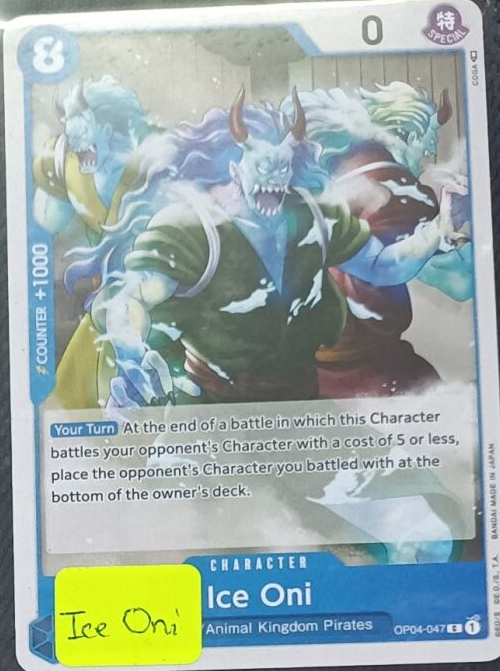 0
特
SPECIAL
COGA
COUNTER +1000
Your Turn At the end of a battle in which this Character
battles your opponent's Character with a cost of 5 or less,
place the opponent's Character you battled with at the
bottom of the owner's deck.
CHARACTER
Ice Oni
Ice Oni
Animal Kingdom Pirates
OP04-047 C 1
BANDAI MADE IN JAPAN